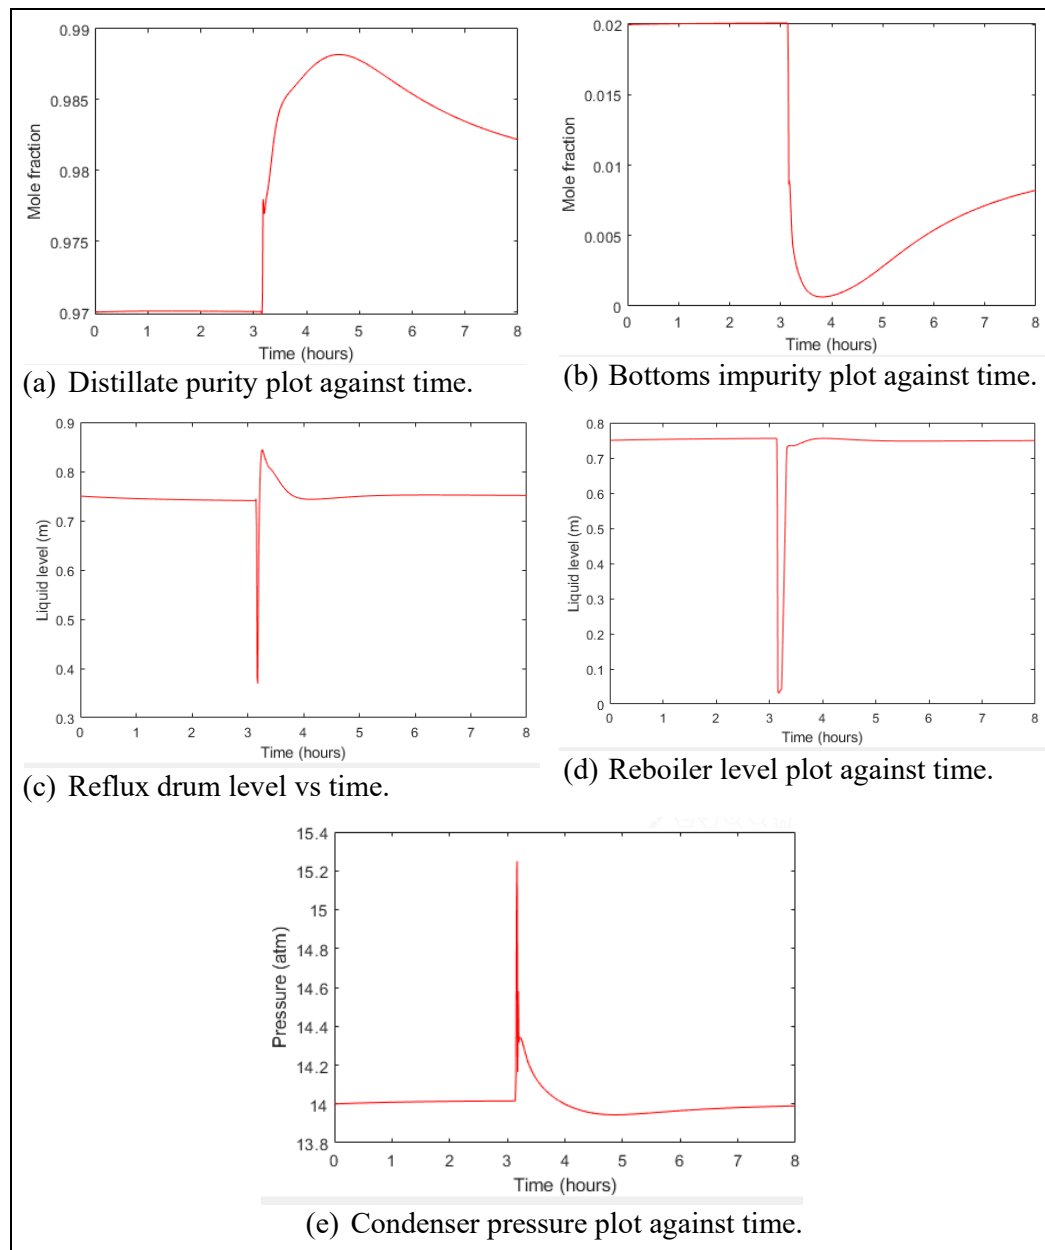 0.99
0.985
0.98
0.975
0.97
Mole fraction
0 1 2 3 4 5 6 7 8
Time (hours)
(a) Distillate purity plot against time.
0.02
0.015
0.01
0.005
0
Mole fraction
0 1 2 3 4 5 6 7 8
Time (hours)
(b) Bottoms impurity plot against time.
0.9
0.8
0.7
0.6
0.5
0.4
0.3
Liquid level (m)
0 1 2 3 4 5 6 7 8
Time (hours)
(c) Reflux drum level vs time.
0.8
0.7
0.6
0.5
0.4
0.3
0.2
0.1
0
Liquid level (m)
0 1 2 3 4 5 6 7 8
Time (hours)
(d) Reboiler level plot against time.
15.4
15.2
15
14.8
14.6
14.4
14.2
14
13.8
Pressure (atm)
0 1 2 3 4 5 6 7 8
Time (hours)
(e) Condenser pressure plot against time.